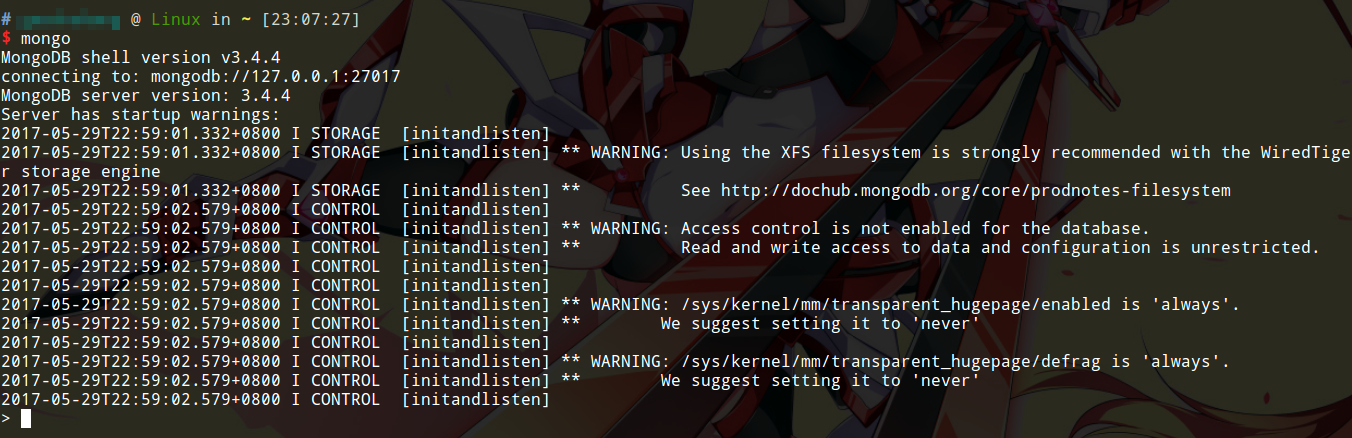 # @ Linux in ~ [23:07:27]
$ mongo
MongoDB shell version v3.4.4
connecting to: mongodb://127.0.0.1:27017
MongoDB server version: 3.4.4
Server has startup warnings:
2017-05-29T22:59:01.332+0800 I STORAGE  [initandlisten]
2017-05-29T22:59:01.332+0800 I STORAGE  [initandlisten] ** WARNING: Using the XFS filesystem is strongly recommended with the WiredTige
r storage engine
2017-05-29T22:59:01.332+0800 I STORAGE  [initandlisten] **          See http://dochub.mongodb.org/core/prodnotes-filesystem
2017-05-29T22:59:02.579+0800 I CONTROL  [initandlisten]
2017-05-29T22:59:02.579+0800 I CONTROL  [initandlisten] ** WARNING: Access control is not enabled for the database.
2017-05-29T22:59:02.579+0800 I CONTROL  [initandlisten] **          Read and write access to data and configuration is unrestricted.
2017-05-29T22:59:02.579+0800 I CONTROL  [initandlisten]
2017-05-29T22:59:02.579+0800 I CONTROL  [initandlisten]
2017-05-29T22:59:02.579+0800 I CONTROL  [initandlisten] ** WARNING: /sys/kernel/mm/transparent_hugepage/enabled is 'always'.
2017-05-29T22:59:02.579+0800 I CONTROL  [initandlisten] **        We suggest setting it to 'never'
2017-05-29T22:59:02.579+0800 I CONTROL  [initandlisten]
2017-05-29T22:59:02.579+0800 I CONTROL  [initandlisten] ** WARNING: /sys/kernel/mm/transparent_hugepage/defrag is 'always'.
2017-05-29T22:59:02.579+0800 I CONTROL  [initandlisten] **        We suggest setting it to 'never'
2017-05-29T22:59:02.579+0800 I CONTROL  [initandlisten]
>